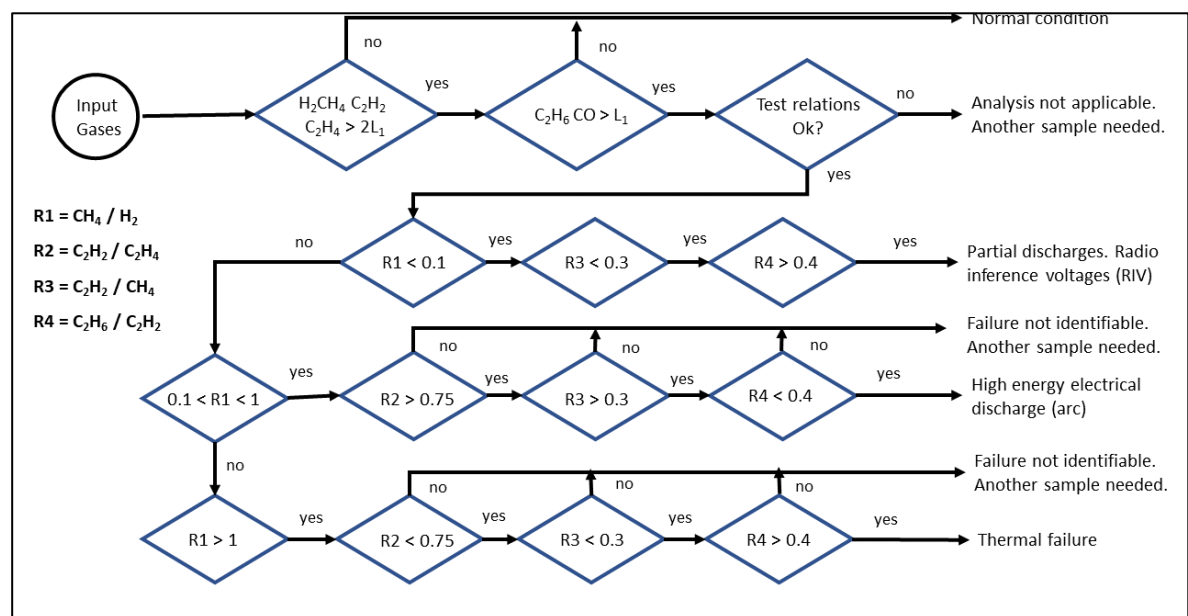 Normal condition
no
no
yes
yes
no
Input
Gases
H₂CH₄ C₂H₂
C₂H₄ > 2L₁
C₂H₆ CO > L₁
Test relations
Ok?
Analysis not applicable.
Another sample needed.
yes
R1 = CH₄ / H₂
R2 = C₂H₂ / C₂H₄
R3 = C₂H₂ / CH₄
R4 = C₂H₆ / C₂H₂
no
R1 < 0.1
yes
R3 < 0.3
yes
R4 > 0.4
yes
Partial discharges. Radio
inference voltages (RIV)
Failure not identifiable.
Another sample needed.
no
no
no
0.1 < R1 < 1
yes
R2 > 0.75
yes
R3 > 0.3
yes
R4 < 0.4
yes
High energy electrical
discharge (arc)
no
Failure not identifiable.
Another sample needed.
no
no
no
R1 > 1
yes
R2 < 0.75
yes
R3 < 0.3
yes
R4 > 0.4
yes
Thermal failure